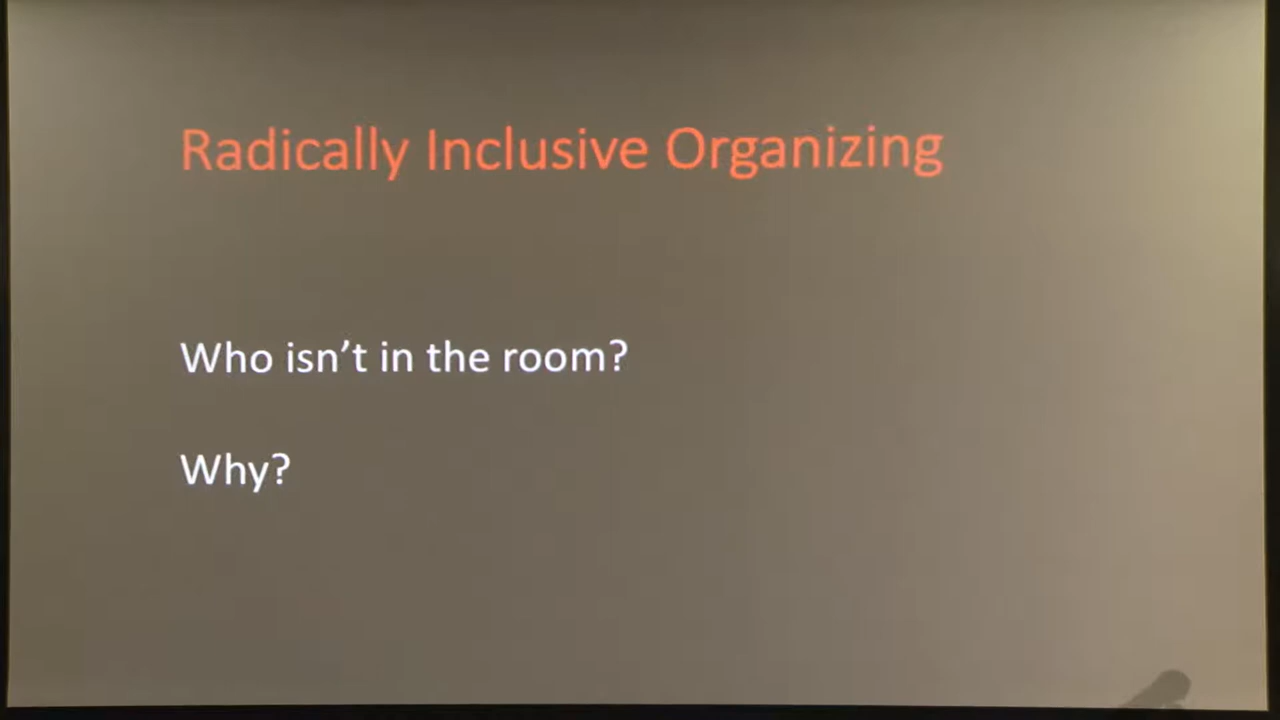 Radically Inclusive Organizing
Who isn’t in the room?
Why?